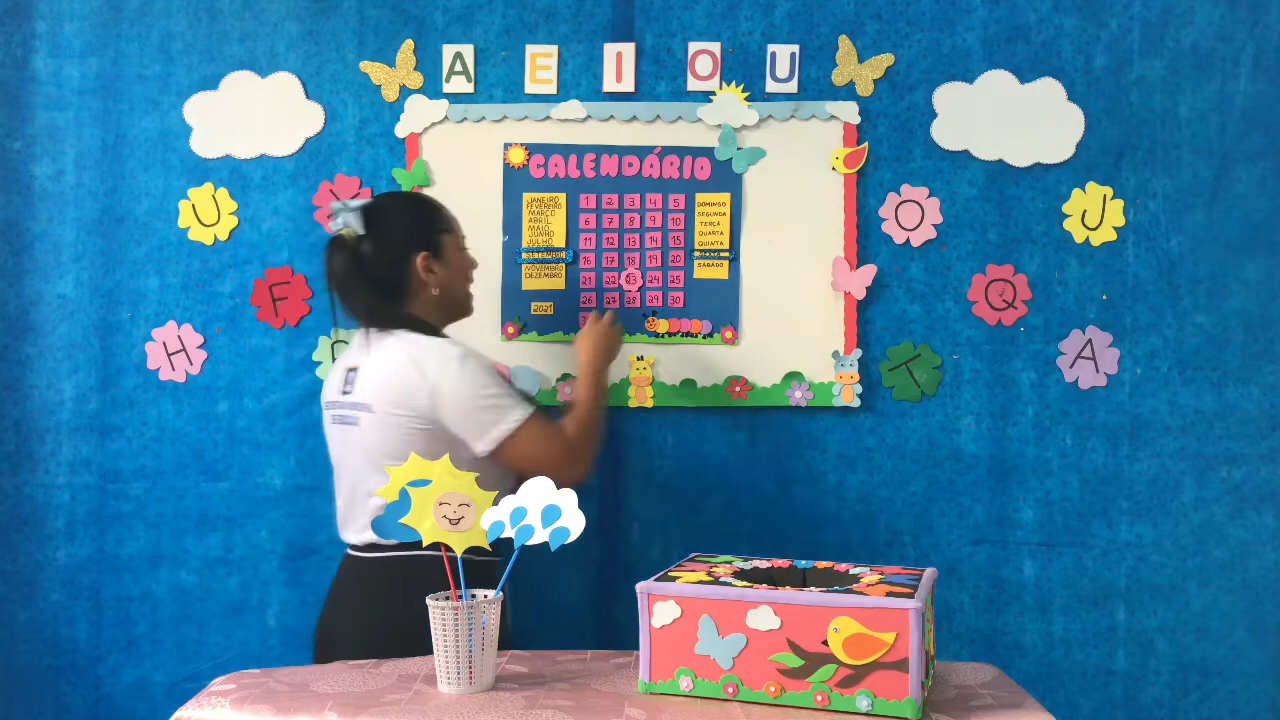 A E I O U
CALENDÁRIO
JANEIRO
FEVEREIRO
MARÇO
ABRIL
MAIO
JUNHO
JULHO
SETEMBRO
NOVEMBRO
DEZEMBRO
2021
1 2 3 4 5
6 7 8 9 10
11 12 13 14 15
16 17 18 19 20
21 22 23 24 25
26 27 28 29 30
DOMINGO
SEGUNDA
TERÇA
QUARTA
QUINTA
SEXTA
SABÁDO
U
F
H
O
J
Q
T
A